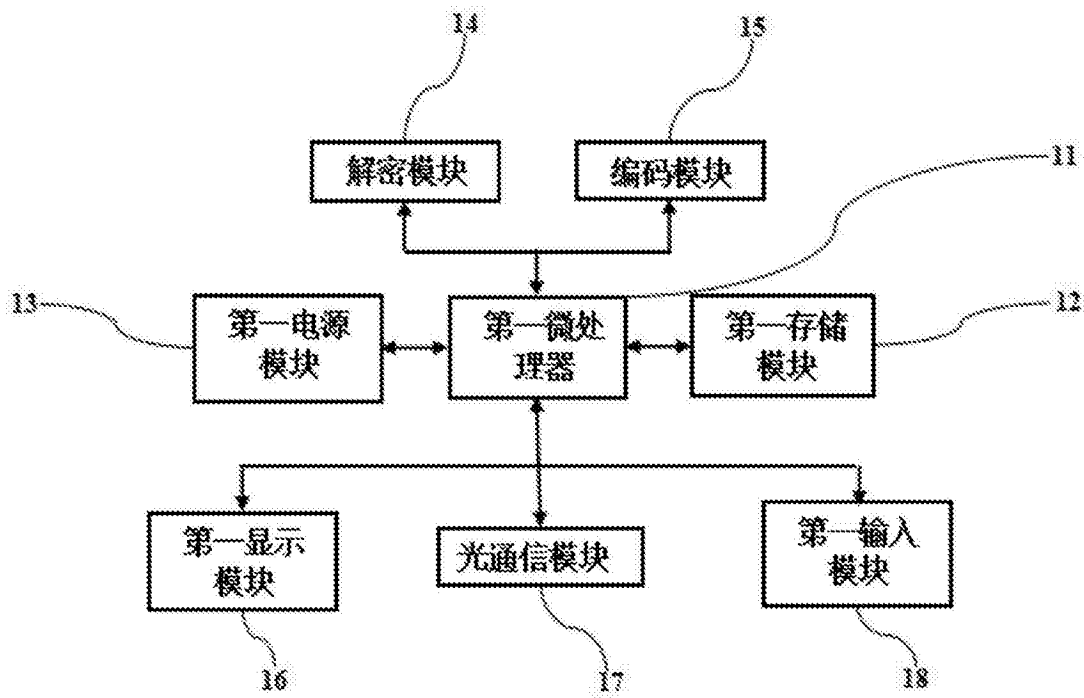 14
15
解密模块
编码模块
11
13
第一电源
模块
第一微处
理器
第一存储
模块
12
第一显示
模块
光通信模块
第一输入
模块
16
17
18